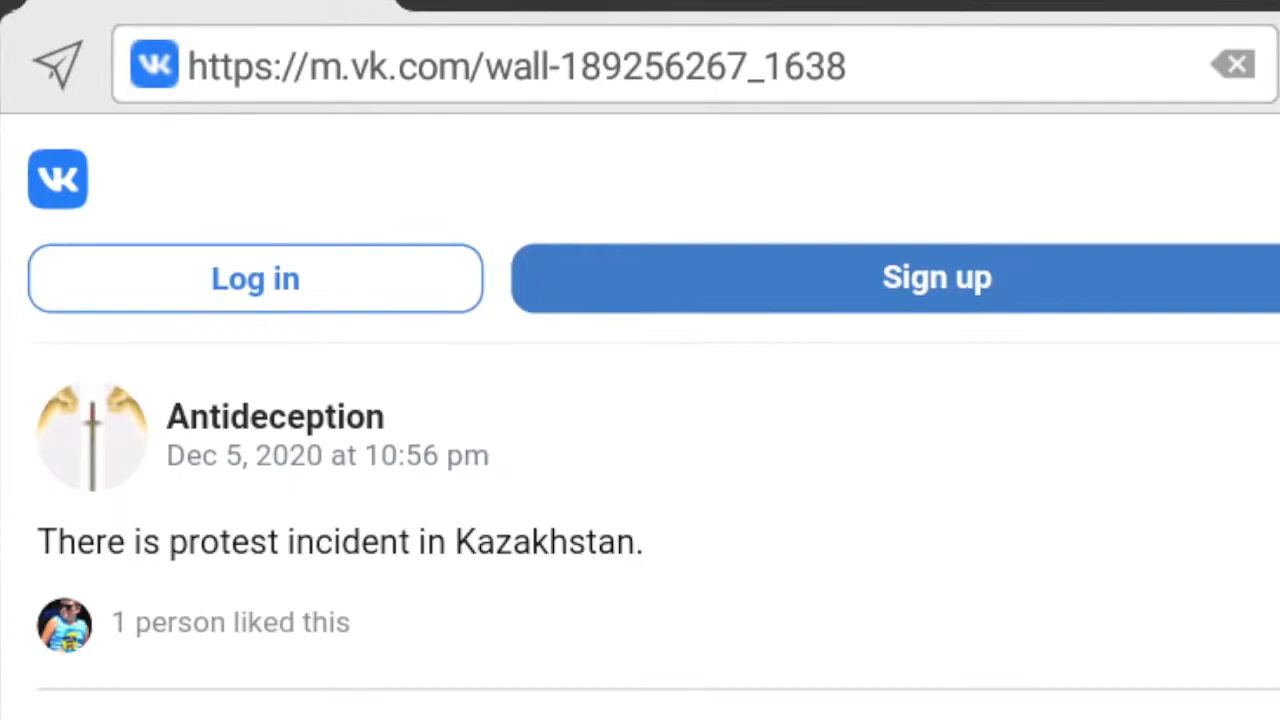 https://m.vk.com/wall-189256267_1638
Log in
Sign up
Antideception
Dec 5, 2020 at 10:56 pm
There is protest incident in Kazakhstan.
1 person liked this